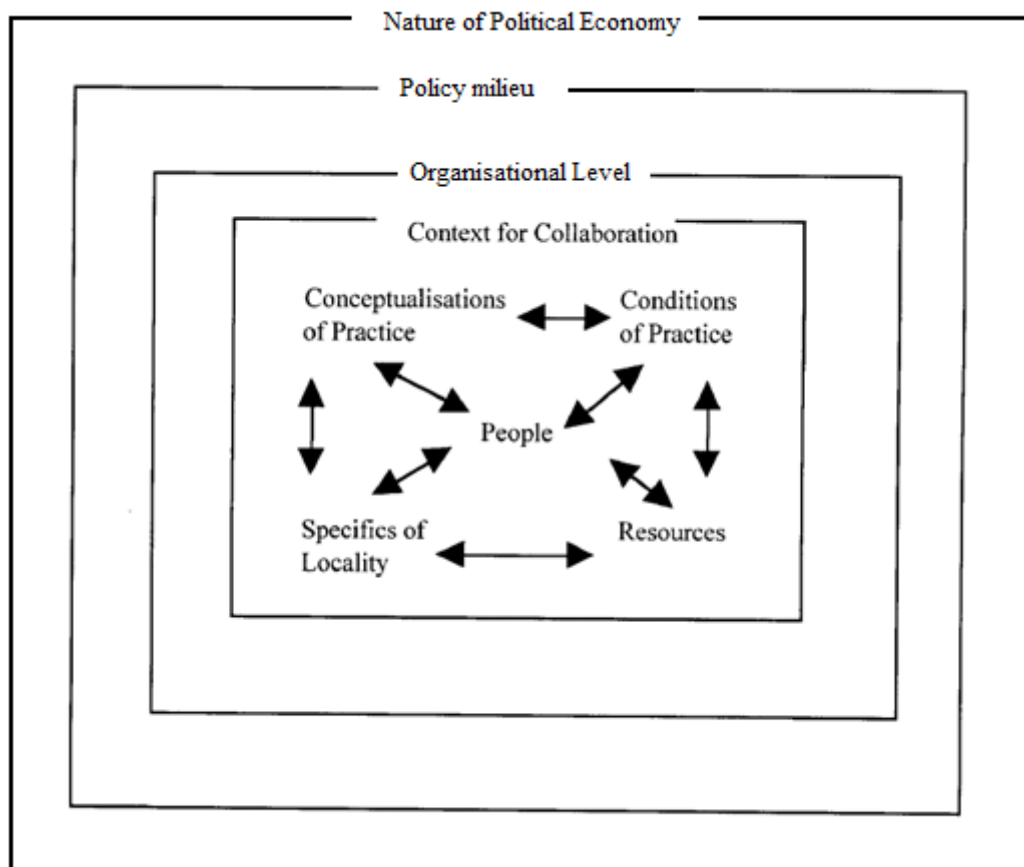 Nature of Political Economy
Policy milieu
Organisational Level
Context for Collaboration
Conceptualisations
of Practice
Conditions
of Practice
People
Specifics of
Locality
Resources